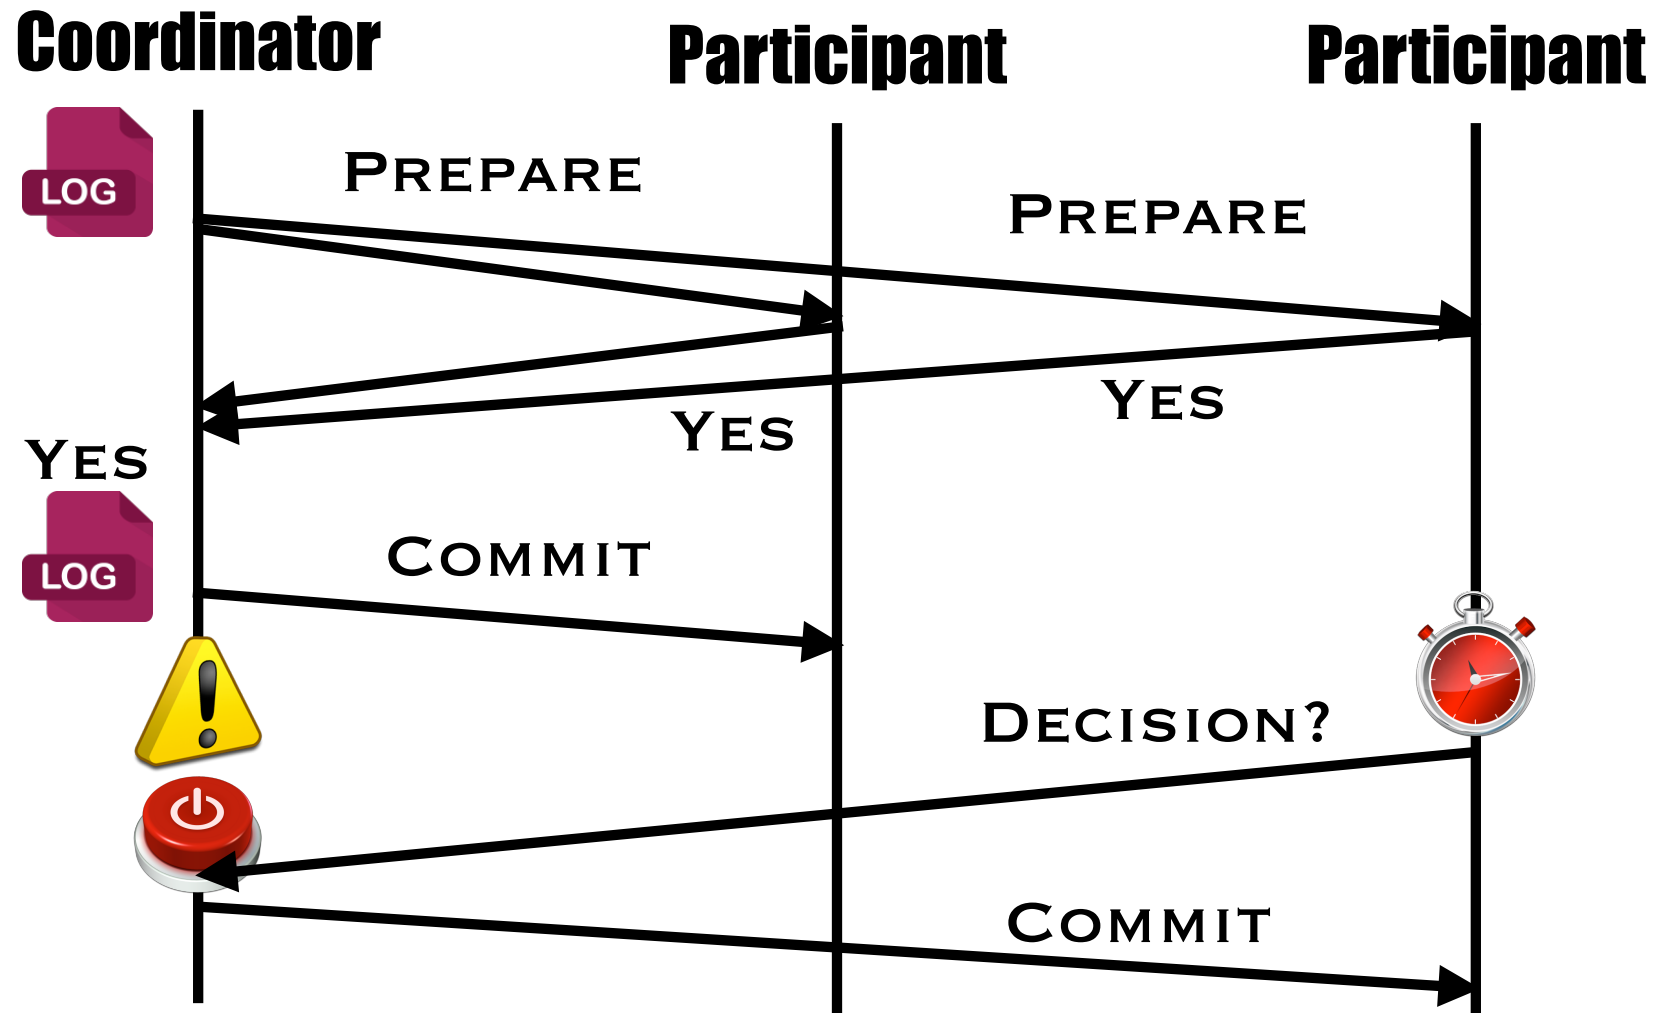 Coordinator
Participant
Participant
LOG
PREPARE
PREPARE
YES
YES
YES
LOG
COMMIT
DECISION?
COMMIT